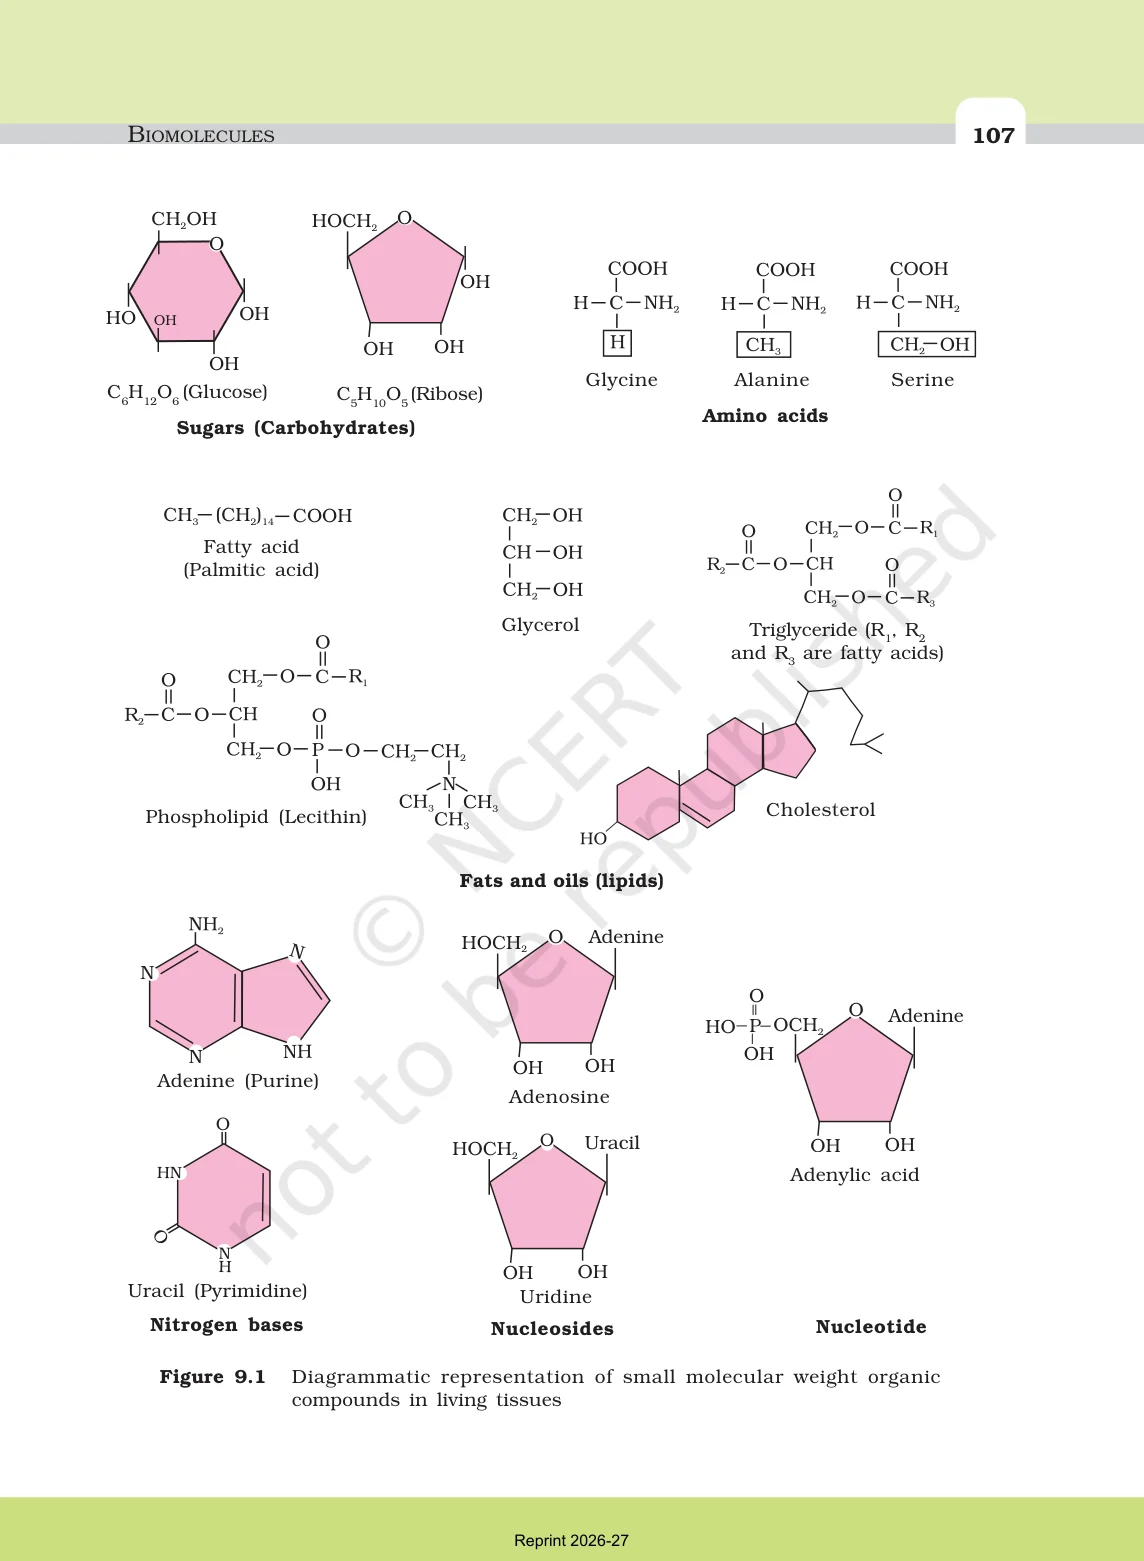 BIOMOLECULES
107
CH₂OH
O
HO
OH
OH
OH
C₆H₁₂O₆ (Glucose)
HOCH₂
O
OH
OH
OH
C₅H₁₀O₅ (Ribose)
Sugars (Carbohydrates)
COOH
H–C–NH₂
H
Glycine
COOH
H–C–NH₂
CH₃
Alanine
COOH
H–C–NH₂
CH₂–OH
Serine
Amino acids
CH₃–(CH₂)₁₄–COOH
Fatty acid
(Palmitic acid)
CH₂–OH
CH–OH
CH₂–OH
Glycerol
O
CH₂–O–C–R₁
O
R₂–C–O–CH
O
CH₂–O–C–R₃
Triglyceride (R₁, R₂
and R₃ are fatty acids)
O
CH₂–O–C–R₁
O
R₂–C–O–CH
O
CH₂–O–P–O–CH₂–CH₂
OH
N
CH₃ CH₃
CH₃
Phospholipid (Lecithin)
HO
Cholesterol
Fats and oils (lipids)
NH₂
N
N
N
NH
Adenine (Purine)
HOCH₂
O
Adenine
OH
OH
Adenosine
O
HO–P–OCH₂
OH
O
Adenine
OH
OH
Adenylic acid
O
HN
O
N
H
Uracil (Pyrimidine)
Nitrogen bases
HOCH₂
O
Uracil
OH
OH
Uridine
Nucleosides
Nucleotide
Figure 9.1 Diagrammatic representation of small molecular weight organic
compounds in living tissues
© NCERT
not to be republished
Reprint 2026-27